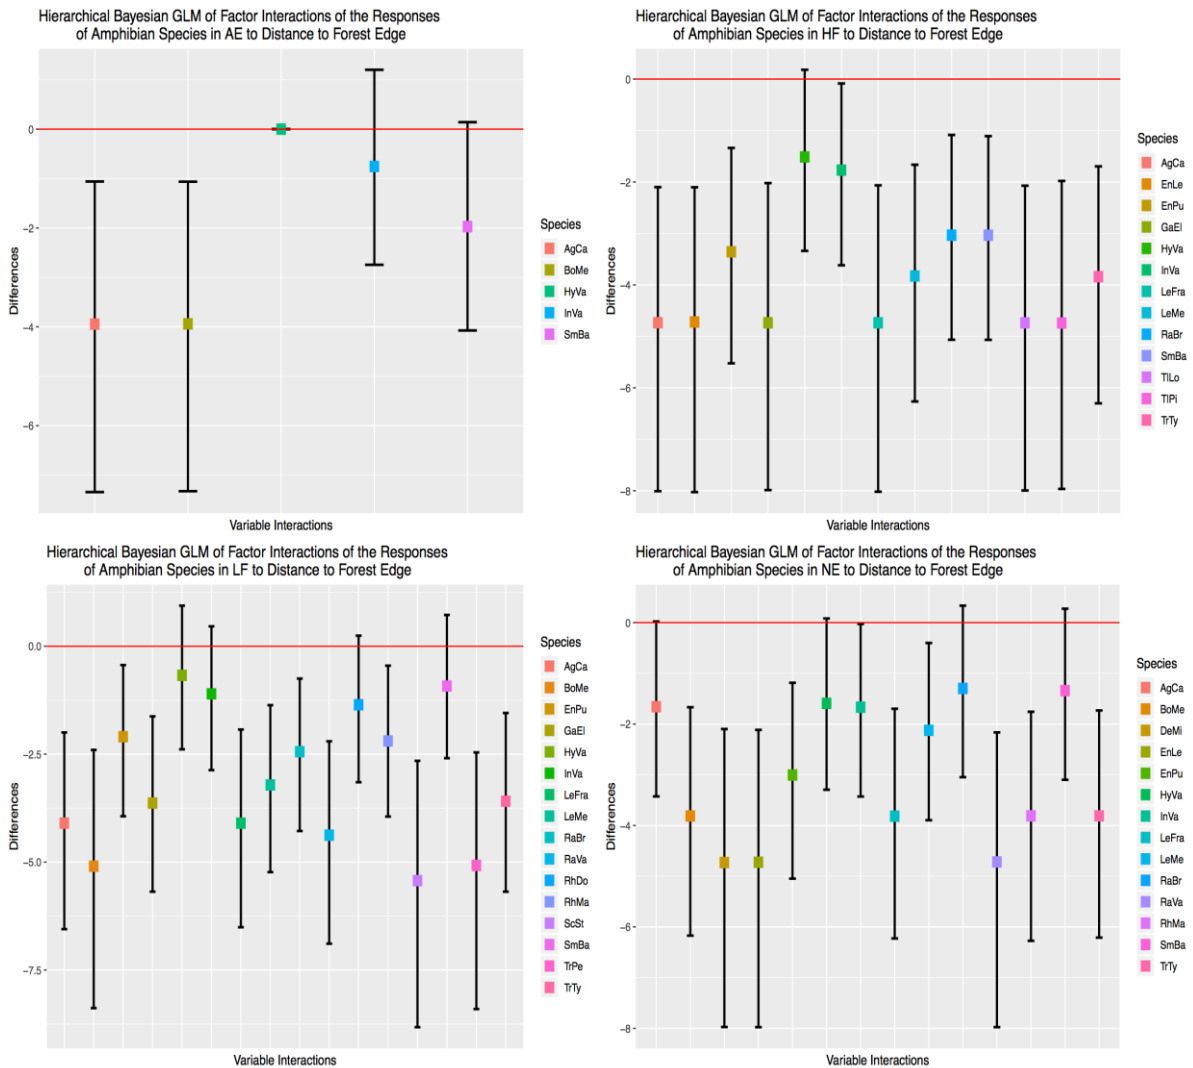 Hierarchical Bayesian GLM of Factor Interactions of the Responses
of Amphibian Species in AE to Distance to Forest Edge
Differences
0
−2
−4
−6
Variable Interactions
Species
AgCa
BoMe
HyVa
InVa
SmBa
Hierarchical Bayesian GLM of Factor Interactions of the Responses
of Amphibian Species in HF to Distance to Forest Edge
Differences
0
−2
−4
−6
−8
Variable Interactions
Species
AgCa
EnLe
EnPu
GaEl
HyVa
InVa
LeFra
LeMe
RaBr
SmBa
TlLo
TlPi
TrTy
Hierarchical Bayesian GLM of Factor Interactions of the Responses
of Amphibian Species in LF to Distance to Forest Edge
Differences
0.0
−2.5
−5.0
−7.5
Variable Interactions
Species
AgCa
BoMe
EnPu
GaEl
HyVa
InVa
LeFra
LeMe
RaBr
RaVa
RhDo
RhMa
ScSt
SmBa
TrPe
TrTy
Hierarchical Bayesian GLM of Factor Interactions of the Responses
of Amphibian Species in NE to Distance to Forest Edge
Differences
0
−2
−4
−6
−8
Variable Interactions
Species
AgCa
BoMe
DeMi
EnLe
EnPu
HyVa
InVa
LeFra
LeMe
RaBr
RaVa
RhMa
SmBa
TrTy